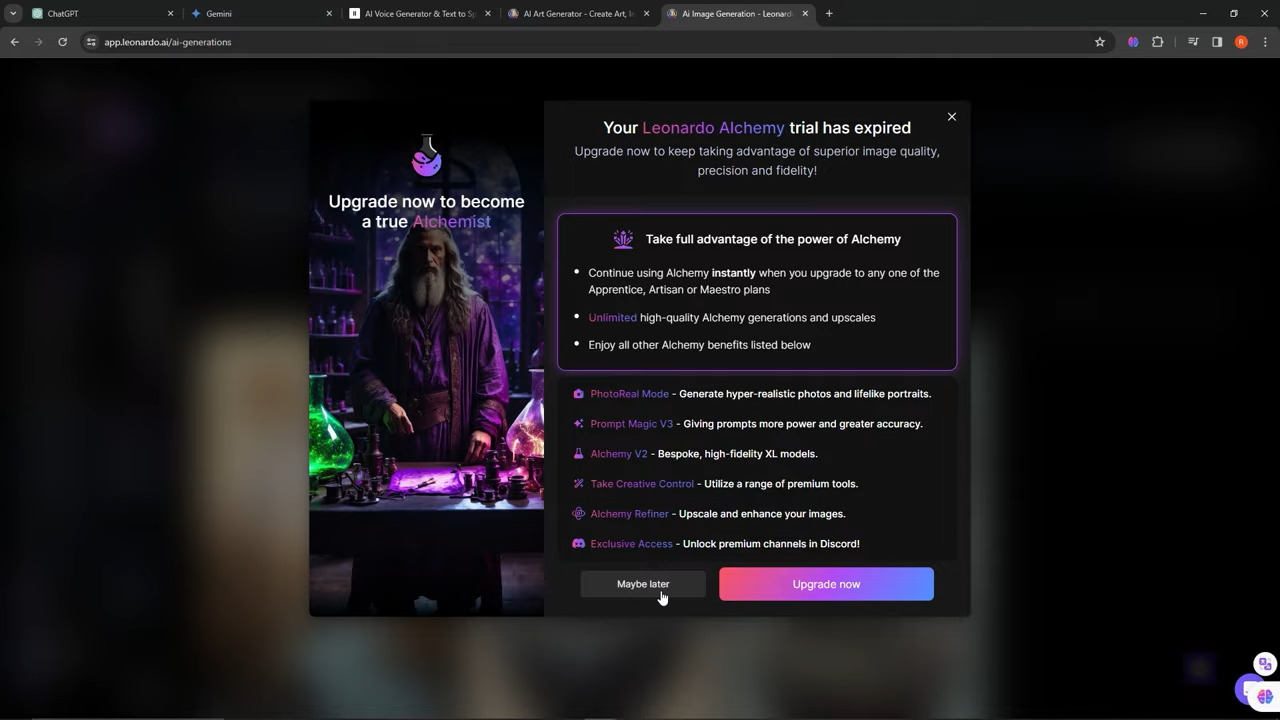 ChatGPT
Gemini
AI Voice Generator & Text to Sp
AI Art Generator - Create Art, I
Ai Image Generation - Leonard
app.leonardo.ai/ai-generations
Upgrade now to become
a true Alchemist
Your Leonardo Alchemy trial has expired
Upgrade now to keep taking advantage of superior image quality,
precision and fidelity!
Take full advantage of the power of Alchemy
• Continue using Alchemy instantly when you upgrade to any one of the
Apprentice, Artisan or Maestro plans
• Unlimited high-quality Alchemy generations and upscales
• Enjoy all other Alchemy benefits listed below
PhotoReal Mode - Generate hyper-realistic photos and lifelike portraits.
Prompt Magic V3 - Giving prompts more power and greater accuracy.
Alchemy V2 - Bespoke, high-fidelity XL models.
Take Creative Control - Utilize a range of premium tools.
Alchemy Refiner - Upscale and enhance your images.
Exclusive Access - Unlock premium channels in Discord!
Maybe later
Upgrade now